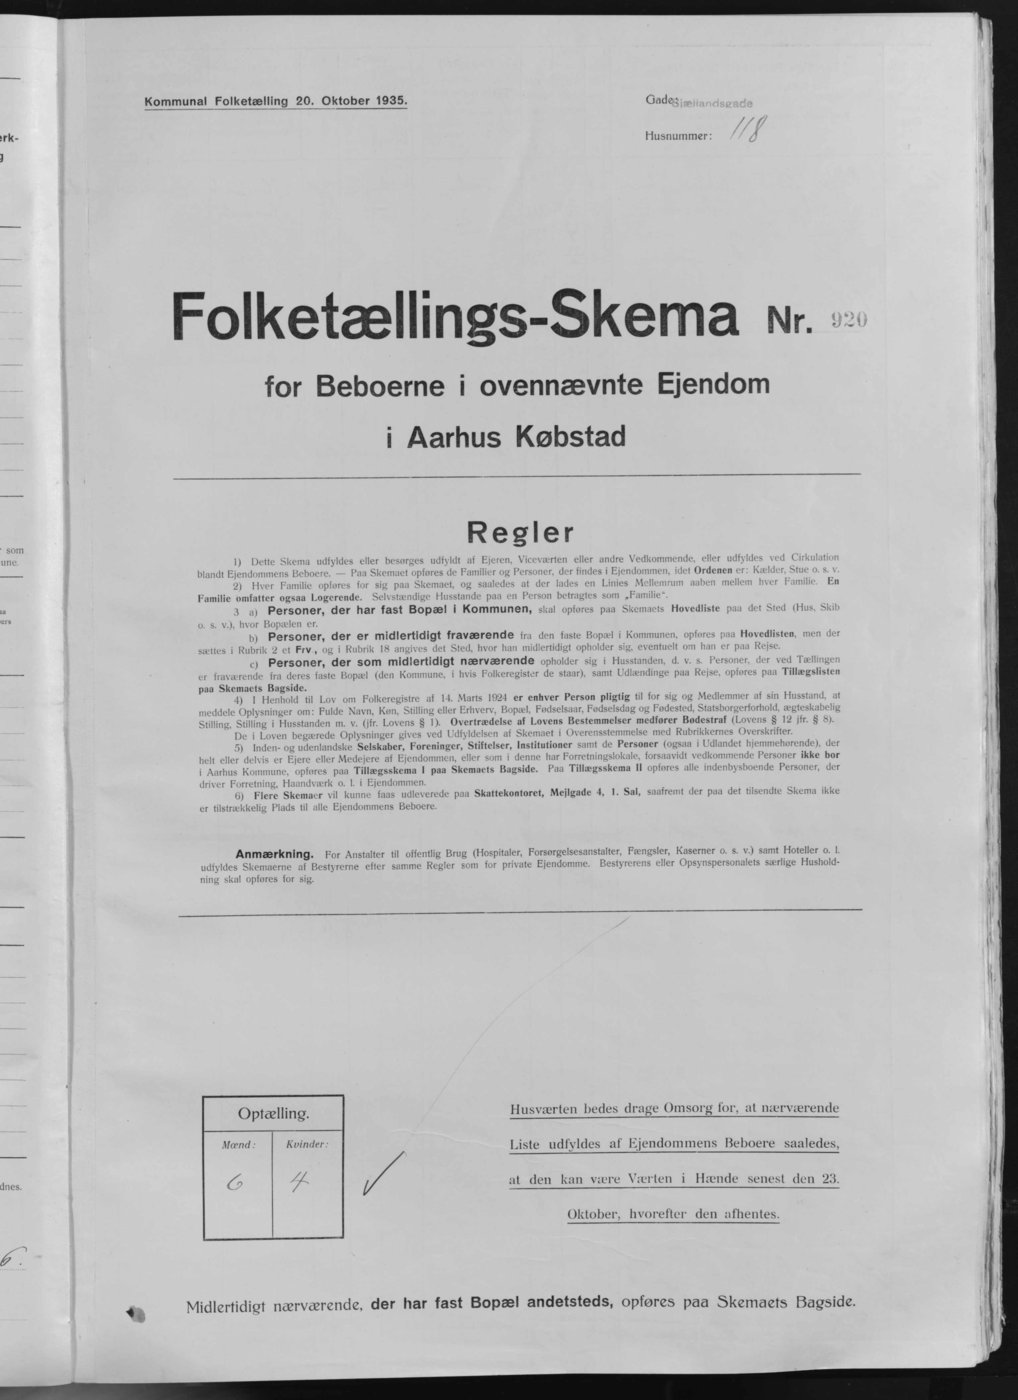 Kommunal Folketælling 20. Oktober 1935.
Gade: Sjællandsgade
Husnummer: 118
Folketællings-Skema Nr. 920
for Beboerne i ovennævnte Ejendom
i Aarhus Købstad
Regler
1) Dette Skema udfyldes eller besørges udfyldt af Ejeren, Viceværten eller andre Vedkommende, eller udfyldes ved Cirkulation
blandt Ejendommens Beboere. — Paa Skemaet opføres de Familier og Personer, der findes i Ejendommen, idet Ordenen er: Kælder, Stue o. s. v.
2) Hver Familie opføres for sig paa Skemaet, og saaledes at der lades en Linies Mellemrum aaben mellem hver Familie. En
Familie omfatter ogsaa Logerende. Selvstændige Husstande paa en Person betragtes som „Familie“.
3 a) Personer, der har fast Bopæl i Kommunen, skal opføres paa Skemaets Hovedliste paa det Sted (Hus, Skib
o. s. v.), hvor Bopælen er.
b) Personer, der er midlertidigt fraværende fra den faste Bopæl i Kommunen, opføres paa Hovedlisten, men der
sættes i Rubrik 2 et Frv., og i Rubrik 18 angives det Sted, hvor han midlertidigt opholder sig, eventuelt om han er paa Rejse.
c) Personer, der som midlertidigt nærværende opholder sig i Husstanden, d. v. s. Personer, der ved Tællingen
er fraværende fra deres faste Bopæl (den Kommune, i hvis Folkeregister de staar), samt Udlændinge paa Rejse, opføres paa Tillægslisten
paa Skemaets Bagside.
4) I Henhold til Lov om Folkeregistre af 14. Marts 1924 er enhver Person pligtig til for sig og Medlemmer af sin Husstand, at
meddele Oplysninger om: Fulde Navn, Køn, Stilling eller Erhverv, Bopæl, Fødselsaar, Fødselsdag og Fødested, Statsborgerforhold, ægteskabelig
Stilling, Stilling i Husstanden m. v. (jfr. Lovens § 1). Overtrædelse af Lovens Bestemmelser medfører Bødestraf (Lovens § 12 jfr. § 8).
De i Loven begærede Oplysninger gives ved Udfyldelsen af Skemaet i Overensstemmelse med Rubrikkernes Overskrifter.
5) Inden- og udenlandske Selskaber, Foreninger, Stiftelser, Institutioner samt de Personer (ogsaa i Udlandet hjemmehørende), der
helt eller delvis er Ejere eller Medejere af Ejendommen, eller som i denne har Forretningslokale, forsaavidt vedkommende Personer ikke bor
i Aarhus Kommune, opføres paa Tillægsskema I paa Skemaets Bagside. Paa Tillægsskema II opføres alle indenbysboende Personer, der
driver Forretning, Haandværk o. l. i Ejendommen.
6) Flere Skemaer vil kunne faas udleverede paa Skattekontoret, Mejlgade 4, 1. Sal, saafremt der paa det tilsendte Skema ikke
er tilstrækkelig Plads til alle Ejendommens Beboere.
Anmærkning. For Anstalter til offentlig Brug (Hospitaler, Forsørgelsesanstalter, Fængsler, Kaserner o. s. v.) samt Hoteller o. l.
udfyldes Skemaerne af Bestyrerne efter samme Regler som for private Ejendomme. Bestyrerens eller Opsynspersonalets særlige Hushold-
ning skal opføres for sig.
Optælling.
Mænd: Kvinder:
6 4
Husværten bedes drage Omsorg for, at nærværende
Liste udfyldes af Ejendommens Beboere saaledes,
at den kan være Værten i Hænde senest den 23.
Oktober, hvorefter den afhentes.
Midlertidigt nærværende, der har fast Bopæl andetsteds, opføres paa Skemaets Bagside.